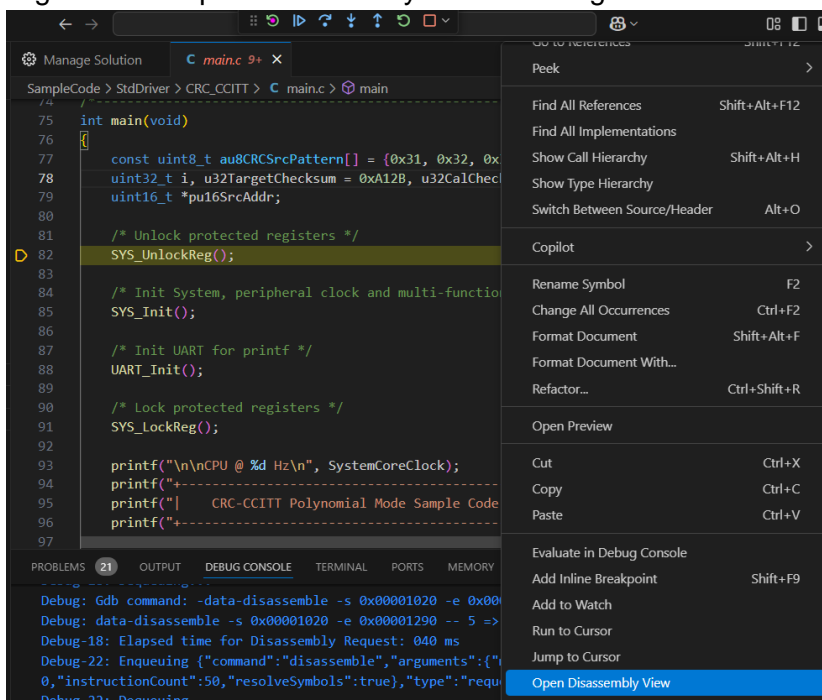 Manage Solution
C main.c 9+ ×
SampleCode > StdDriver > CRC_CCITT > C main.c > main
74 /*---------------------------------------------------------
75 int main(void)
76 {
77 const uint8_t au8CRCSrcPattern[] = {0x31, 0x32, 0x
78 uint32_t i, u32TargetChecksum = 0xA12B, u32CalChec
79 uint16_t *pu16SrcAddr;
80
81 /* Unlock protected registers */
82 SYS_UnlockReg();
83
84 /* Init System, peripheral clock and multi-functio
85 SYS_Init();
86
87 /* Init UART for printf */
88 UART_Init();
89
90 /* Lock protected registers */
91 SYS_LockReg();
92
93 printf("\n\nCPU @ %d Hz\n", SystemCoreClock);
94 printf("+---------------------------------------
95 printf("| CRC-CCITT Polynomial Mode Sample Code
96 printf("+---------------------------------------
97
PROBLEMS 21 OUTPUT DEBUG CONSOLE TERMINAL PORTS MEMORY
Debug: Gdb command: -data-disassemble -s 0x00001020 -e 0x00
Debug: data-disassemble -s 0x00001020 -e 0x00001290 -- 5 =>
Debug-18: Elapsed time for Disassembly Request: 040 ms
Debug-22: Enqueuing {"command":"disassemble","arguments":{"
0,"instructionCount":50,"resolveSymbols":true},"type":"requ
Go to References Shift+F12
Peek >
Find All References Shift+Alt+F12
Find All Implementations
Show Call Hierarchy Shift+Alt+H
Show Type Hierarchy
Switch Between Source/Header Alt+O
Copilot >
Rename Symbol F2
Change All Occurrences Ctrl+F2
Format Document Shift+Alt+F
Format Document With...
Refactor... Ctrl+Shift+R
Open Preview
Cut Ctrl+X
Copy Ctrl+C
Paste Ctrl+V
Evaluate in Debug Console
Add Inline Breakpoint Shift+F9
Add to Watch
Run to Cursor
Jump to Cursor
Open Disassembly View